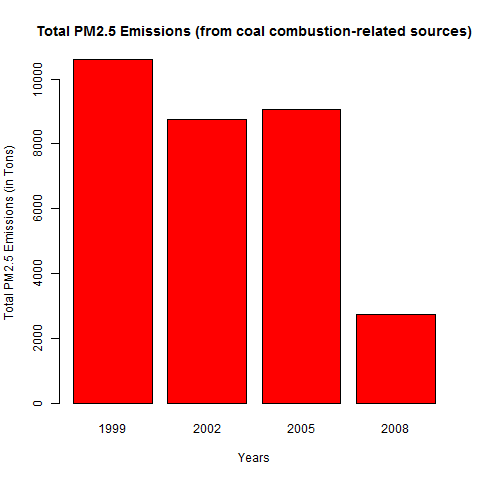 Total PM2.5 Emissions (from coal combustion-related sources)
Total PM2.5 Emissions (in Tons)
10000
8000
6000
4000
2000
0
1999 2002 2005 2008
Years